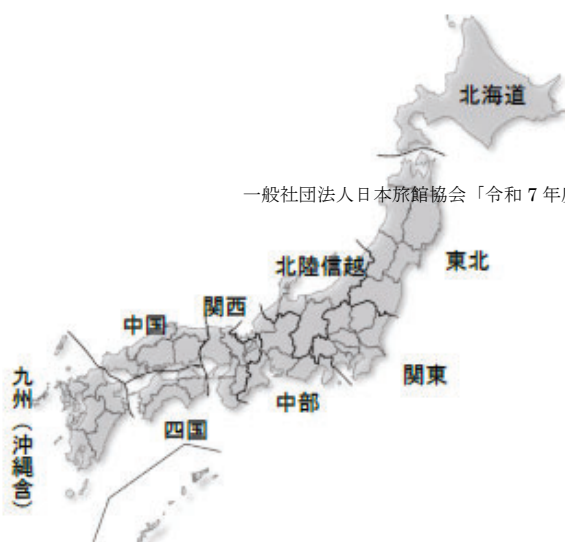 北海道
一般社団法人日本旅館協会「令和 7 年
東北
北陸信越
関西
中国
関東
中部
四国
九州（沖縄含）